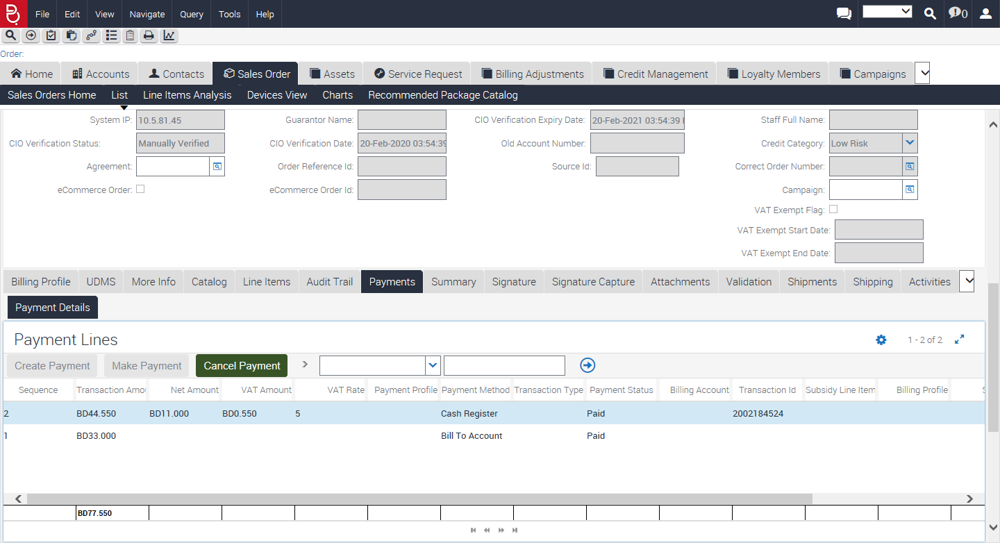 File Edit View Navigate Query Tools Help 0
Order:
Home Accounts Contacts Sales Order Assets Service Request Billing Adjustments Credit Management Loyalty Members Campaigns
Sales Orders Home List Line Items Analysis Devices View Charts Recommended Package Catalog
System IP: 10.5.81.45 Guarantor Name: CIO Verification Expiry Date: 20-Feb-2021 03:54:39 Staff Full Name:
CIO Verification Status: Manually Verified CIO Verification Date: 20-Feb-2020 03:54:39 Old Account Number: Credit Category: Low Risk
Agreement: Order Reference Id: Source Id: Correct Order Number:
eCommerce Order: eCommerce Order Id: Campaign:
VAT Exempt Flag:
VAT Exempt Start Date:
VAT Exempt End Date:
Billing Profile UDMS More Info Catalog Line Items Audit Trail Payments Summary Signature Signature Capture Attachments Validation Shipments Shipping Activities
Payment Details
Payment Lines 1 - 2 of 2
Create Payment Make Payment Cancel Payment
Sequence Transaction Amou Net Amount VAT Amount VAT Rate Payment Profile Payment Method Transaction Type Payment Status Billing Account Transaction Id Subsidy Line Item Billing Profile S
2 BD44.550 BD11.000 BD0.550 5 Cash Register Paid 2002184524
1 BD33.000 Bill To Account Paid
BD77.550